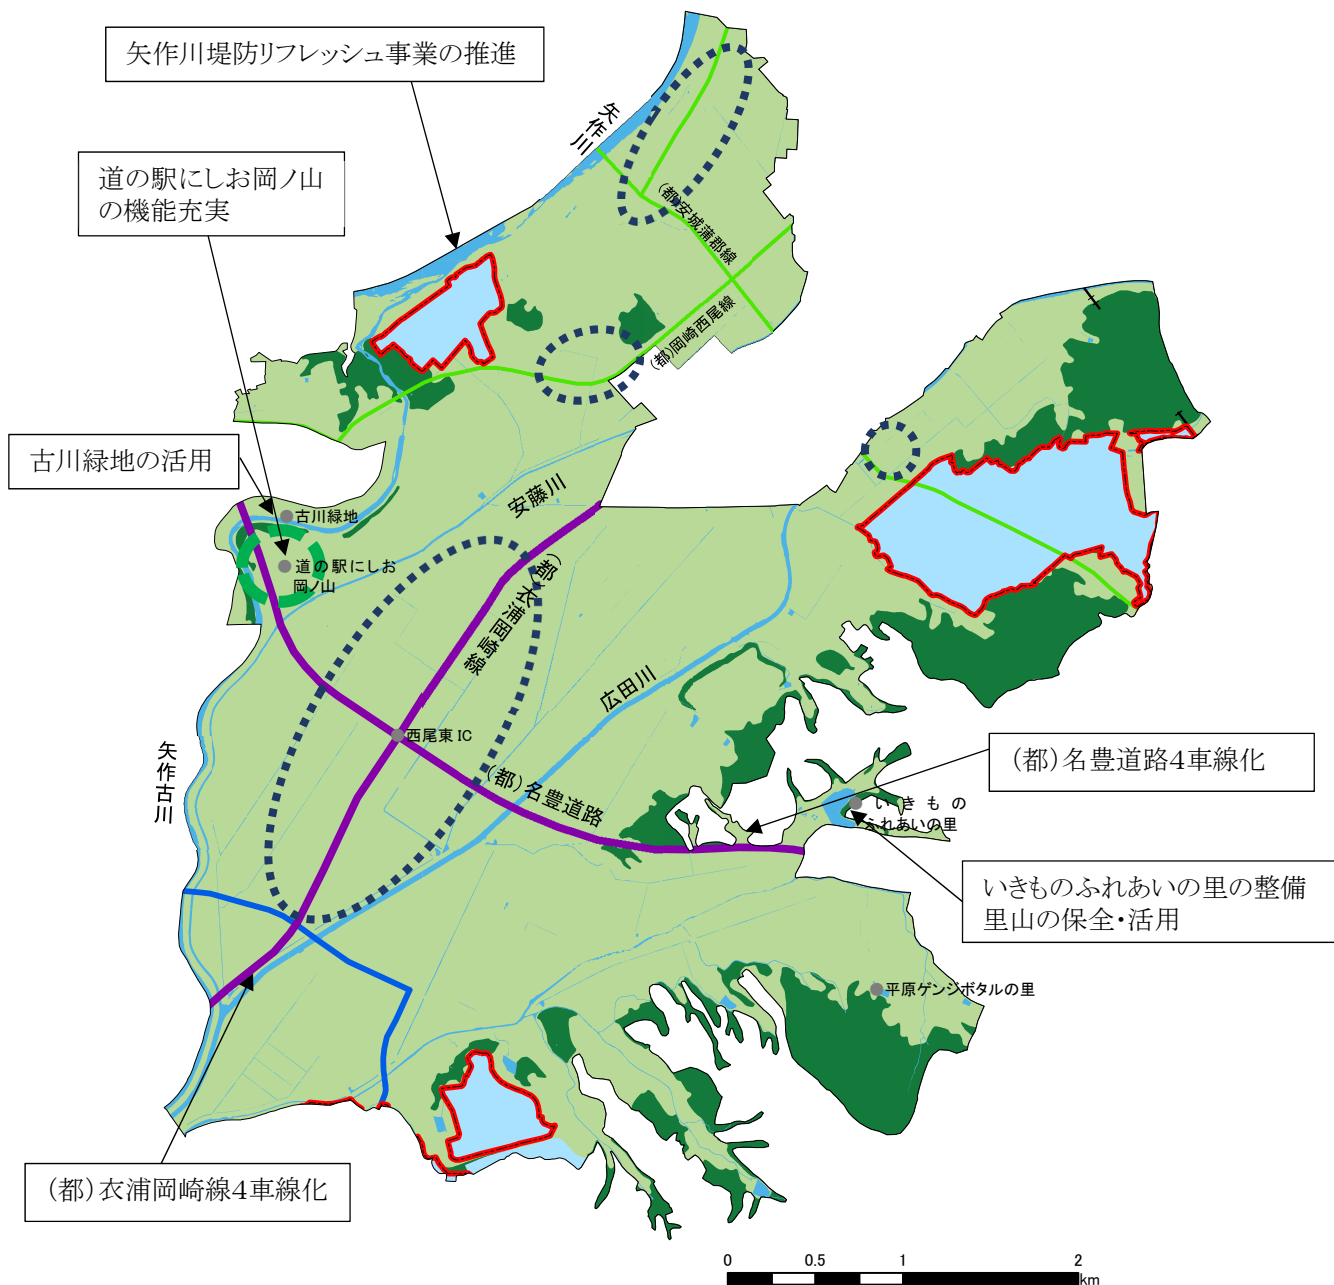 矢作川堤防リフレッシュ事業の推進
道の駅にしお岡ノ山
の機能充実
矢作川
(都)安城蒲郡線
(都)岡崎西尾線
古川緑地の活用
古川緑地
安藤川
道の駅にしお
岡ノ山
(都)衣浦岡崎線
広田川
西尾東IC
矢作古川
(都)名豊道路
(都)名豊道路4車線化
いきもの
ふれあいの里
いきものふれあいの里の整備
里山の保全・活用
平原ゲンジボタルの里
(都)衣浦岡崎線4車線化
0 0.5 1 2
km